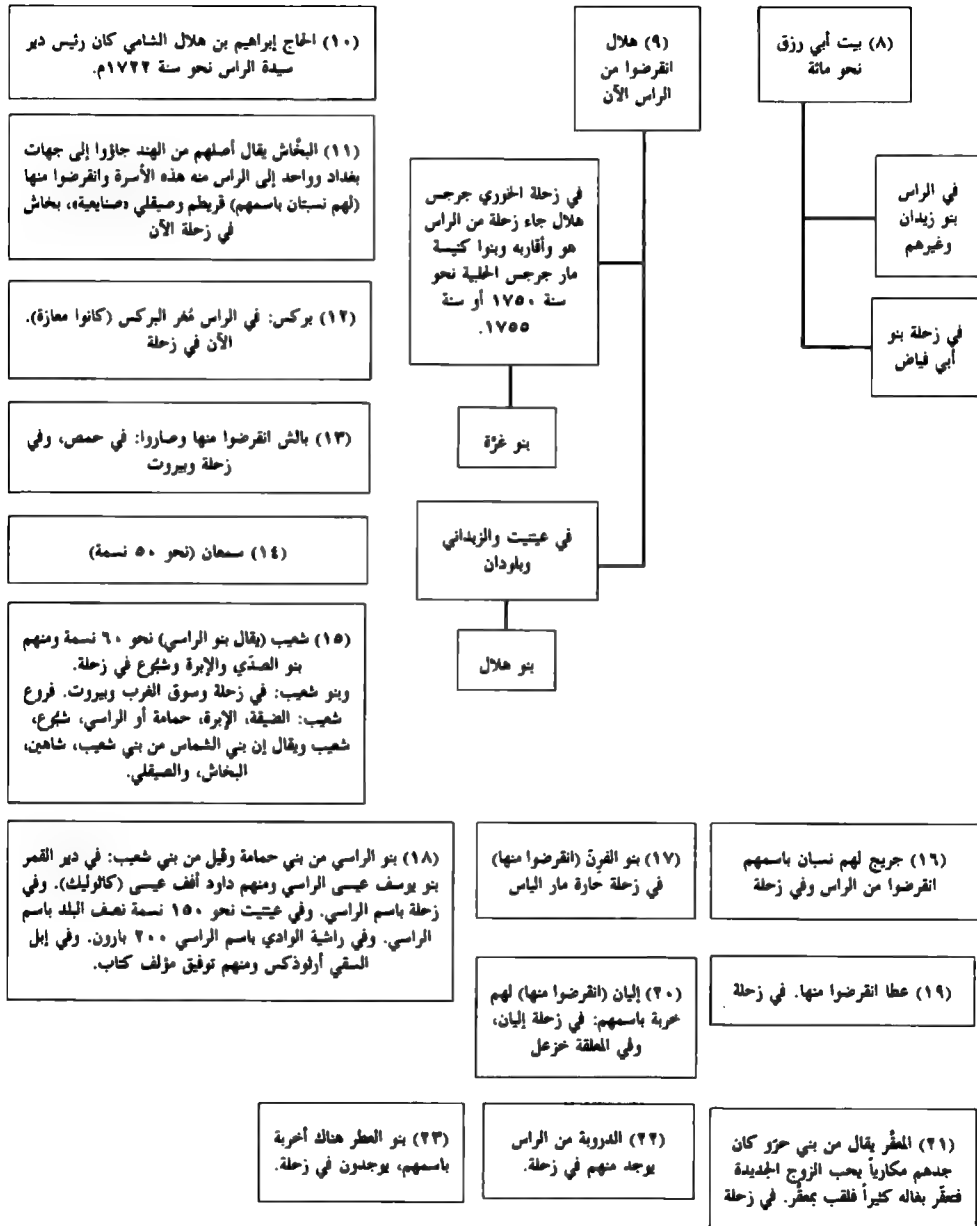 (٨) بيت أبي رزق
نحو مائة
في الراس
بنو زيدان
وغيرهم
في زحلة بنو
أبي فياض
(٩) هلال
انقرضوا من
الراس الآن
في زحلة الخوري جرجس
هلال جاء زحلة من الراس
هو وأقاربه وبنوا كنيسة
مار جرجس الحلبية نحو
سنة ١٧٥٠ أو سنة
١٧٥٥.
بنو غرّة
في عيتنيت والزبداني
وبلودان
بنو هلال
(١٠) الحاج إبراهيم بن هلال الشامي كان رئيس دير
سيدة الراس نحو سنة ١٧٢٢م.
(١١) البخّاش يقال أصلهم من الهند جاؤوا إلى جهات
بغداد وواحد إلى الراس منه هذه الأسرة وانقرضوا منها
(لهم نسبتان باسمهم) قريطم وصيقلي «صنايعية»، بخاش
في زحلة الآن
(١٢) بركس: في الراس مُغر البركس (كانوا معازة).
الآن في زحلة
(١٣) بالش انقرضوا منها وصاروا: في حمص، وفي
زحلة وبيروت
(١٤) سمعان (نحو ٥٠ نسمة)
(١٥) شعيب (يقال بنو الراسي) نحو ٦٠ نسمة ومنهم
بنو الصدّي والإبرة وشجُوع في زحلة.
وبنو شعيب: في زحلة وسوق الغرب وبيروت. فروع
شعيب: الضيقة، الإبرة، حمامة أو الراسي، شجُوع،
شعيب ويقال إن بني الشماس من بني شعيب، شاهين،
البخاش، والصيقلي.
(١٦) جريج لهم نسبان باسمهم
انقرضوا من الراس وفي زحلة
(١٧) بنو الفرِنّ (انقرضوا منها)
في زحلة حارة مار الياس
(١٨) بنو الراسي من بني حمامة وقيل من بني شعيب: في دير القمر
بنو يوسف عيسى الراسي ومنهم داود أفف عيسى (كاثوليك). وفي
زحلة باسم الراسي. وفي عيتنيت نحو ١٥٠ نسمة نصف البلد باسم
الراسي. وفي راشية الوادي باسم الراسي ٢٠٠ بارون. وفي إبل
السقي أرثوذكس ومنهم توفيق مؤلف كتاب.
(١٩) عطا انقرضوا منها. في زحلة
(٢٠) إليان (انقرضوا منها) لهم
خربة باسمهم: في زحلة إليان،
وفي المعلقة خزعل
(٢١) المعقّر يقال من بني حرّو كان
جدهم مكارياً يحب الزوج الجديدة
فتعقّر بغاله كثيراً فلقب بمعقّر. في زحلة
(٢٢) الدروبة من الراس
يوجد منهم في زحلة.
(٢٣) بنو العطر هناك أخربة
باسمهم، يوجدون في زحلة.